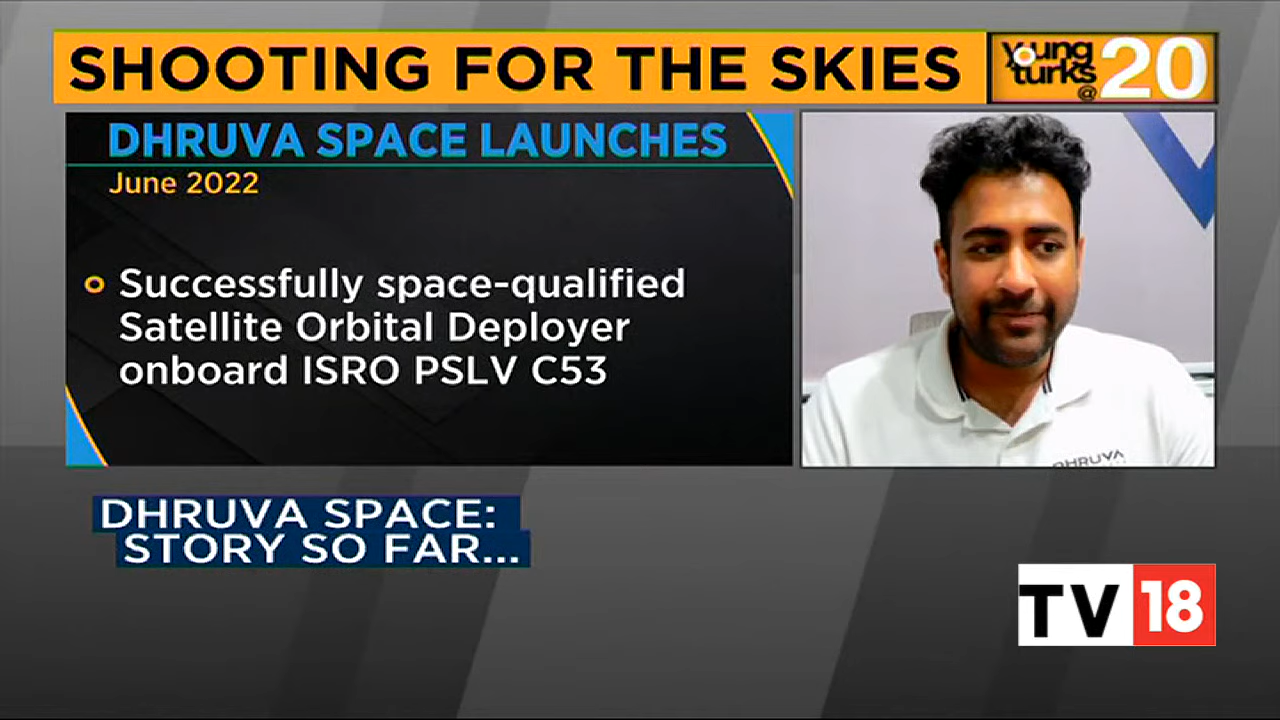 SHOOTING FOR THE SKIES
young
turks
@20
DHRUVA SPACE LAUNCHES
June 2022
Successfully space-qualified
Satellite Orbital Deployer
onboard ISRO PSLV C53
DHRUVA
DHRUVA SPACE:
STORY SO FAR...
TV18